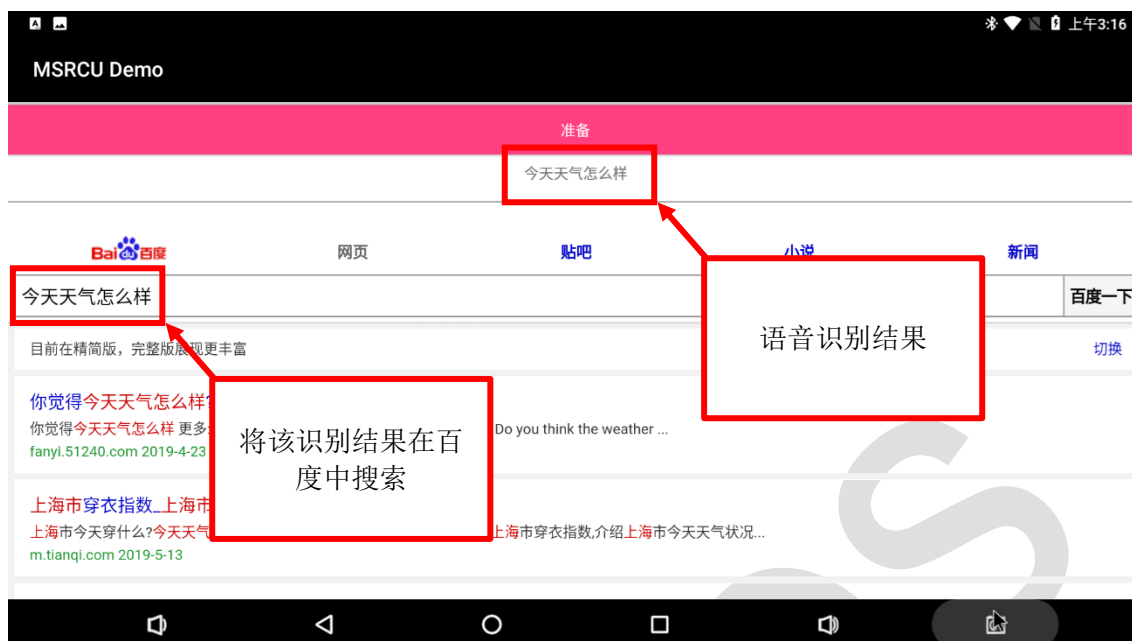 上午3:16
MSRCU Demo
准备
今天天气怎么样
Bai du 百度 网页 贴吧 小说 新闻
今天天气怎么样 百度一下
语音识别结果
目前在精简版，完整版展现更丰富 切换
你觉得今天天气怎么样?
你觉得今天天气怎么样 更多 Do you think the weather ...
fanyi.51240.com 2019-4-23
将该识别结果在百
度中搜索
上海市穿衣指数_上海市
上海市今天穿什么?今天天气 上海市穿衣指数,介绍上海市今天天气状况...
m.tianqi.com 2019-5-13